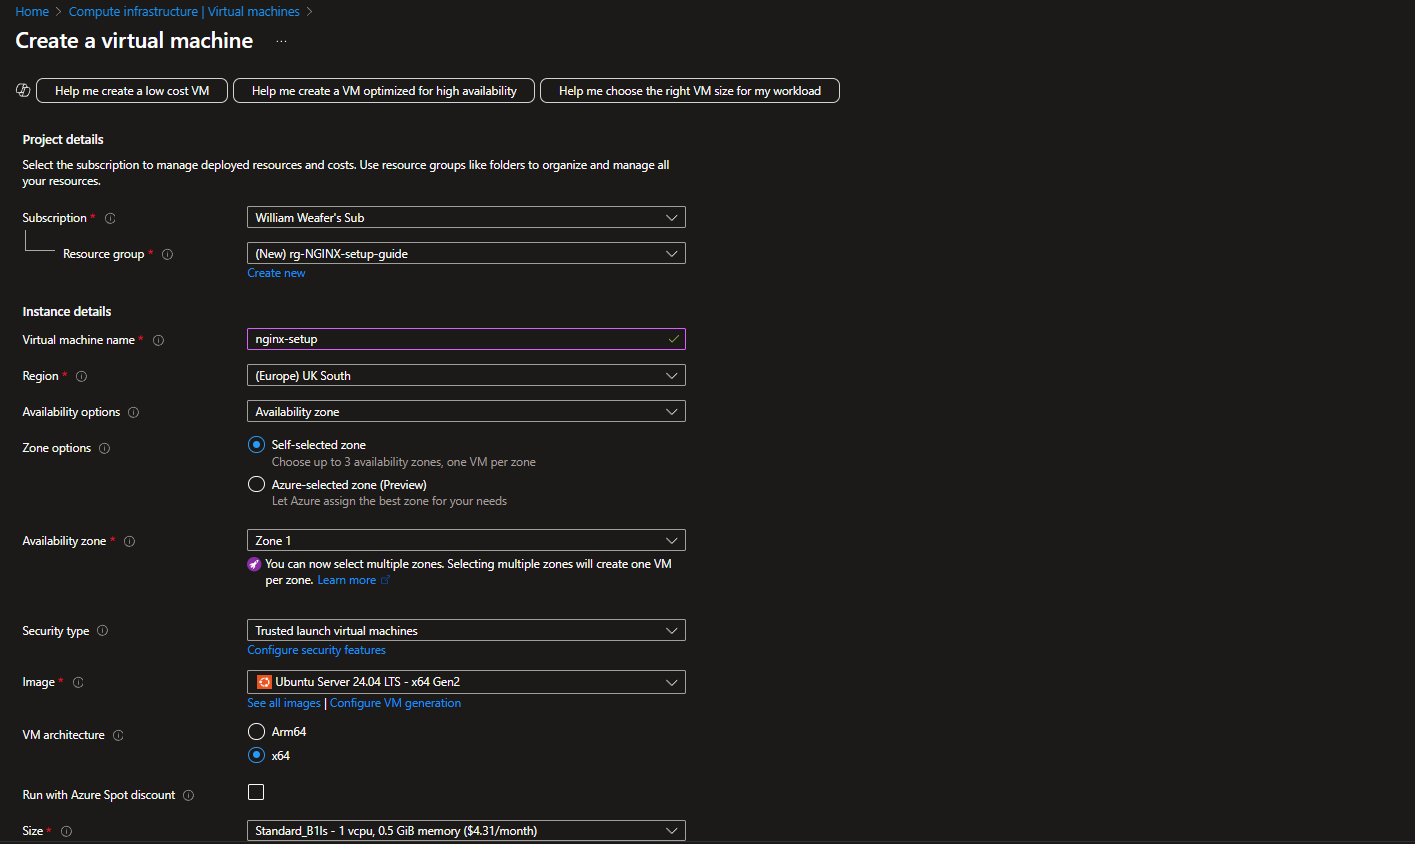 Home > Compute infrastructure | Virtual machines >
Create a virtual machine ...
Help me create a low cost VM Help me create a VM optimized for high availability Help me choose the right VM size for my workload
Project details
Select the subscription to manage deployed resources and costs. Use resource groups like folders to organize and manage all
your resources.
Subscription * William Weafer's Sub
Resource group * (New) rg-NGINX-setup-guide
Create new
Instance details
Virtual machine name * nginx-setup
Region * (Europe) UK South
Availability options Availability zone
Zone options Self-selected zone
Choose up to 3 availability zones, one VM per zone
Azure-selected zone (Preview)
Let Azure assign the best zone for your needs
Availability zone * Zone 1
You can now select multiple zones. Selecting multiple zones will create one VM
per zone. Learn more
Security type Trusted launch virtual machines
Configure security features
Image * Ubuntu Server 24.04 LTS - x64 Gen2
See all images | Configure VM generation
VM architecture Arm64
x64
Run with Azure Spot discount
Size * Standard_B1ls - 1 vcpu, 0.5 GiB memory ($4.31/month)